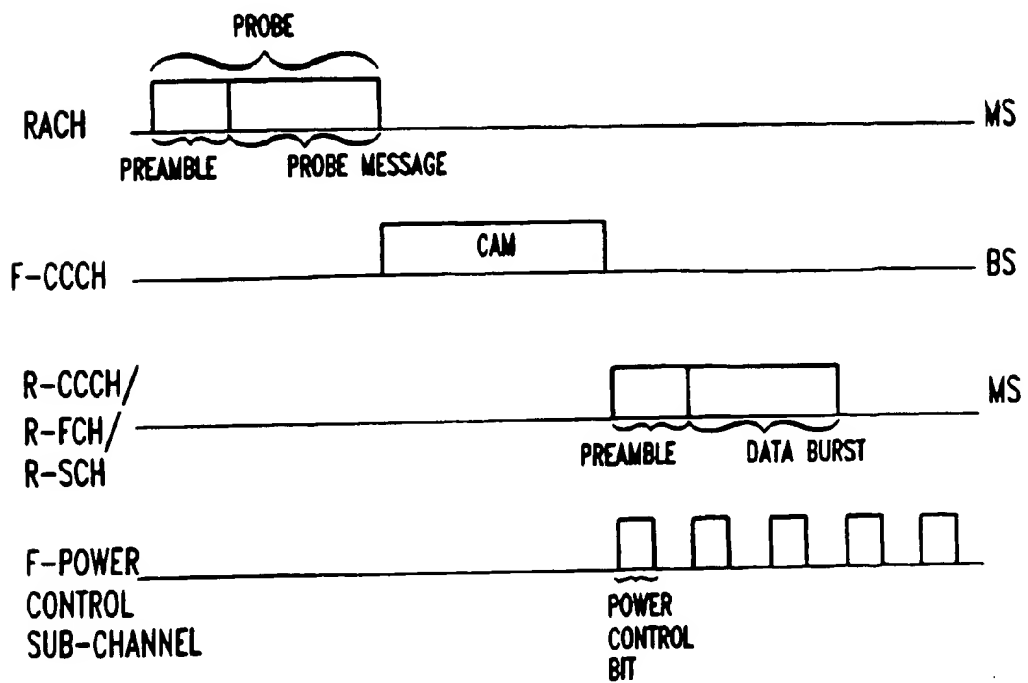 PROBE
RACH
MS
PREAMBLE
PROBE MESSAGE
F-CCCH
CAM
BS
R-CCCH/
R-FCH/
R-SCH
MS
PREAMBLE
DATA BURST
F-POWER
CONTROL
SUB-CHANNEL
POWER
CONTROL
BIT